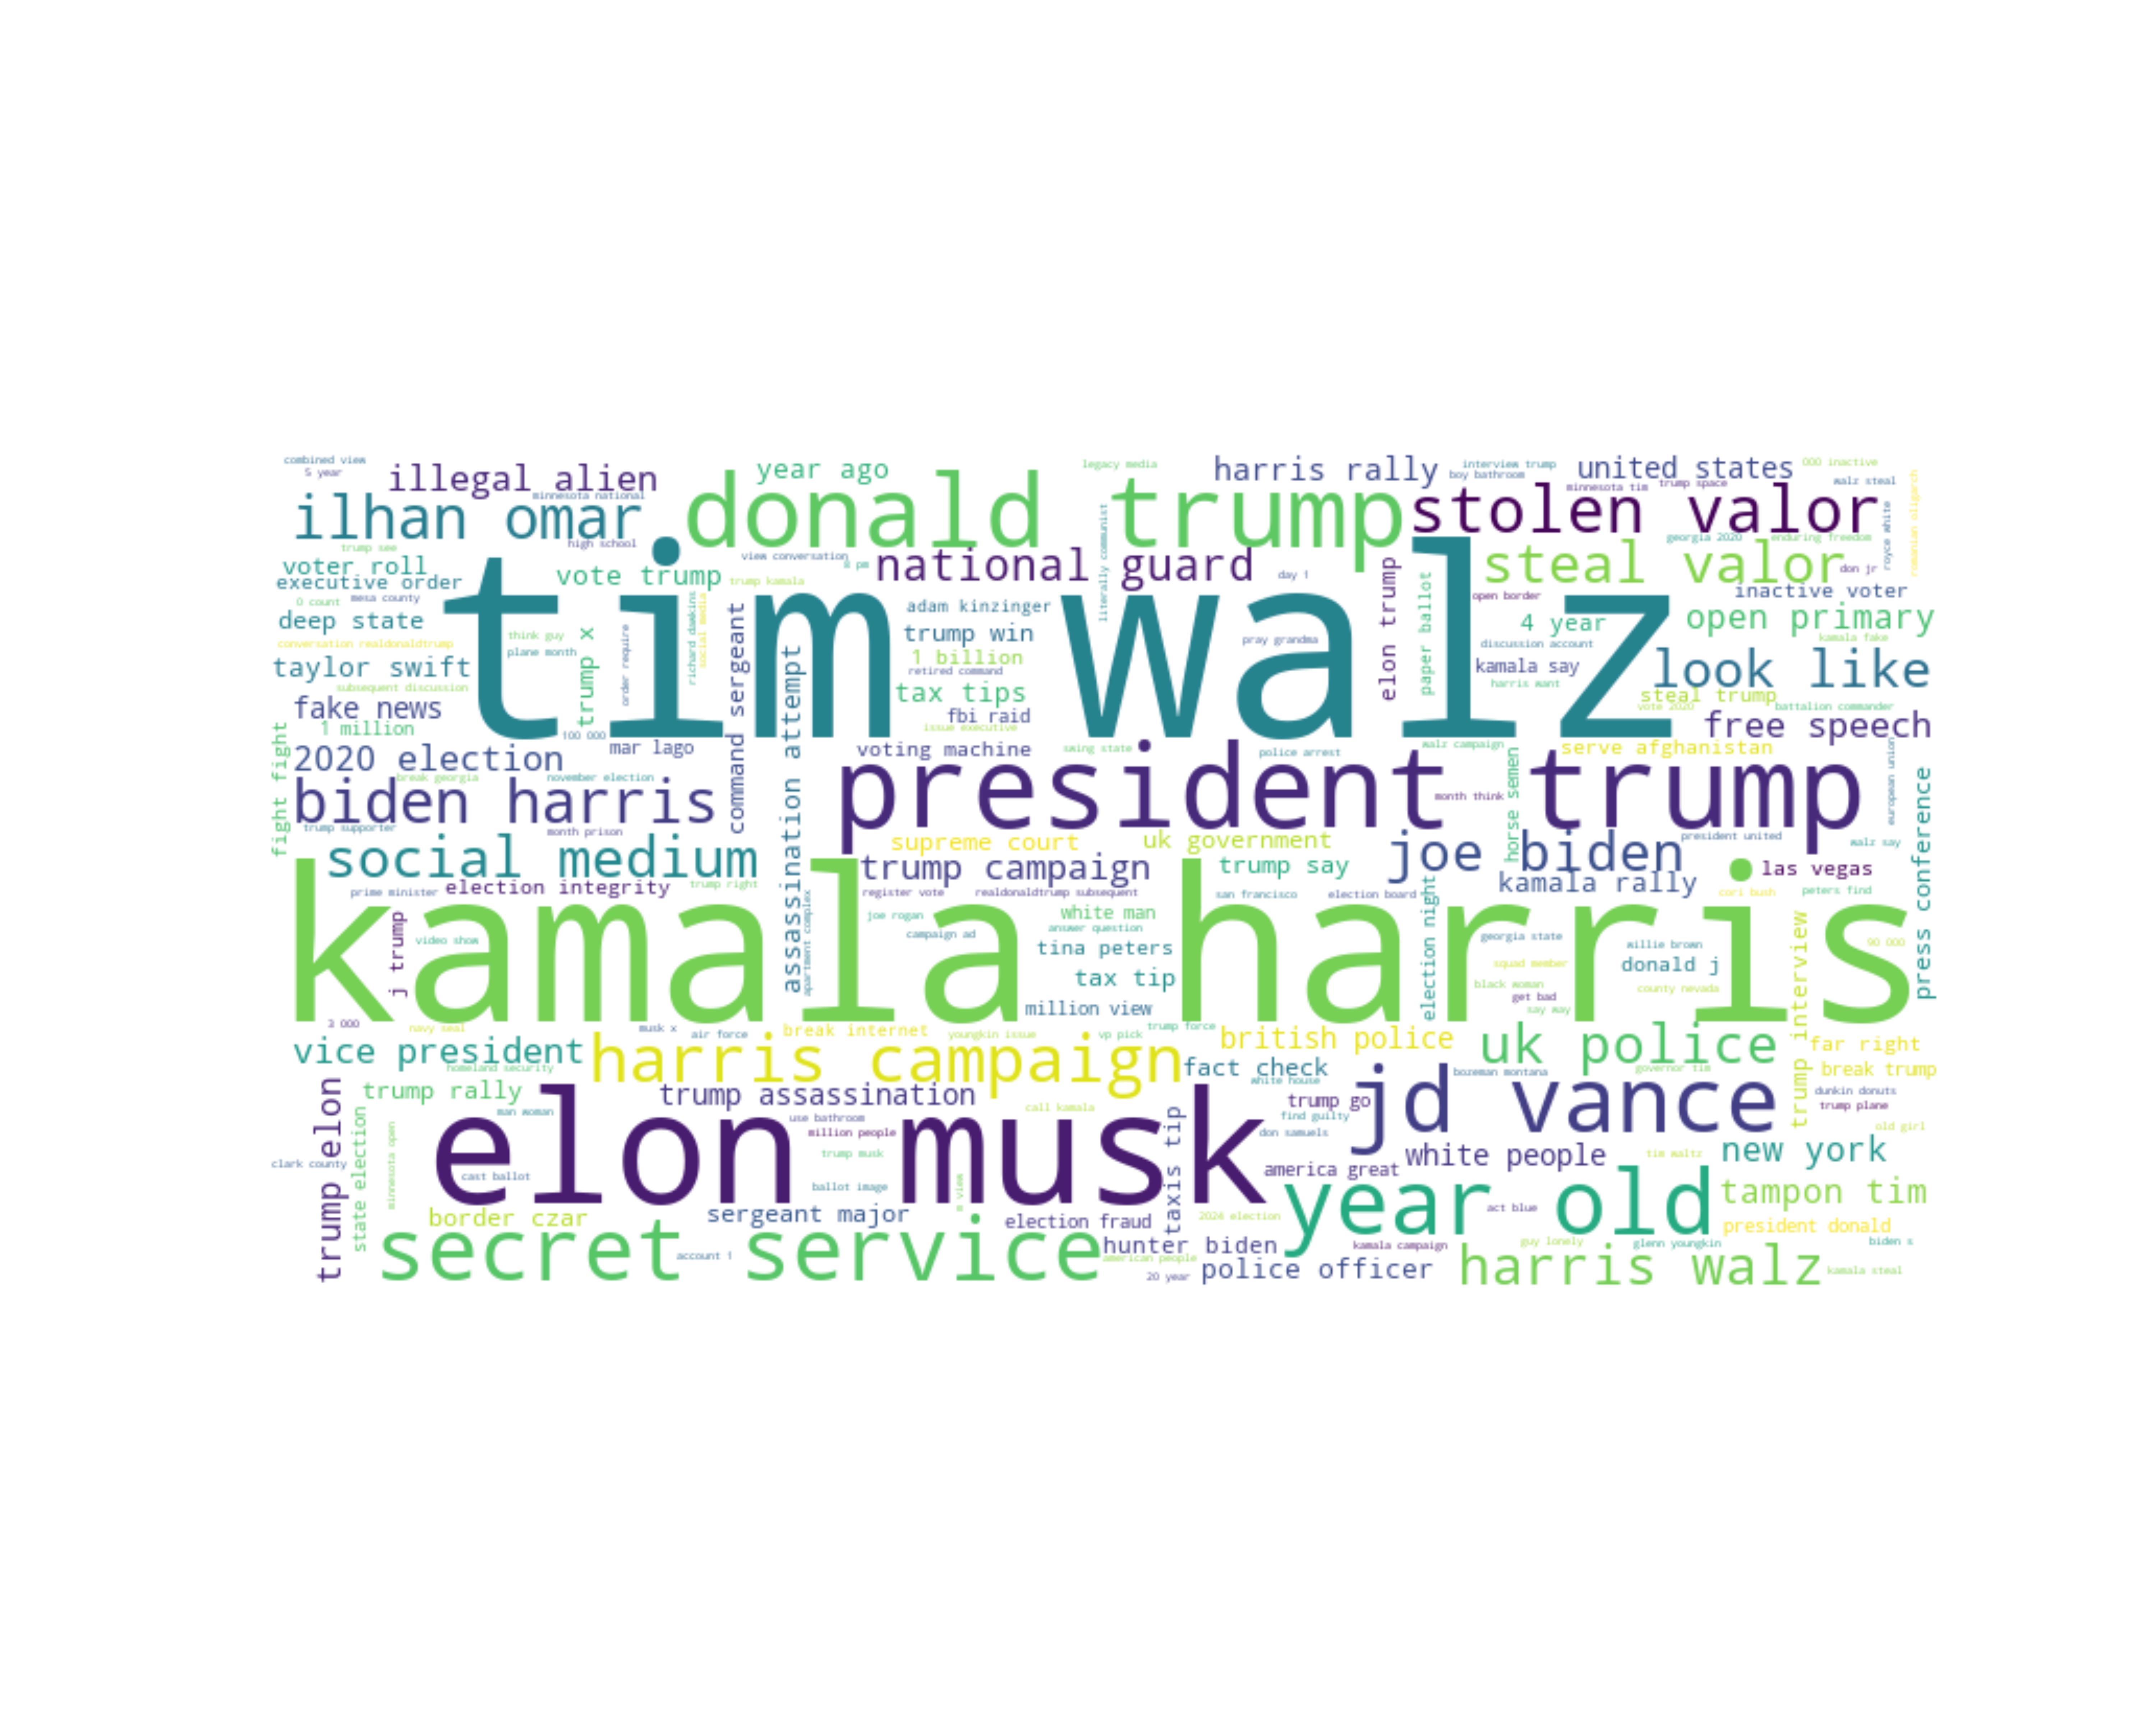 combined view
5 year
illegal alien
year ago
legacy media
harris rally
interview trump
boy bathroom
united states
000 inactive
minnesota national
ilhan omar
donald trump
stolen valor
minnesota tim
trump space
walz steal
romanian oligarch
royce white
trump see
high school
view conversation
8 pm
national guard
literally communist
day 1
georgia 2020
enduring freedom
steal valor
don jr
voter roll
executive order
vote trump
trump kamala
0 count
mesa county
deep state
conversation realdonaldtrump
taylor swift
subsequent discussion
fake news
1 million
tim walz
think guy
plane month
trump x
order require
richard dawkins
social media
command sergeant
assassination attempt
adam kinzinger
trump win
1 billion
retired command
tax tips
fbi raid
issue executive
pray grandma
elon trump
paper ballot
open border
4 year
discussion account
kamala say
harris want
inactive voter
open primary
kamala fake
look like
steal trump
vote 2020
battalion commander
free speech
100 000
mar lago
voting machine
swing state
police arrest
walz campaign
serve afghanistan
european union
fight fight
2020 election
break georgia
november election
biden harris
president trump
month think
horse semen
press conference
trump supporter
month prison
supreme court
uk government
president united
walz say
social medium
trump campaign
trump say
joe biden
las vegas
prime minister
election integrity
trump right
register vote
realdonaldtrump subsequent
san francisco
election board
kamala rally
cori bush
peters find
kamala harris
j trump
video show
apartment complex
joe rogan
campaign ad
white man
answer question
tina peters
tax tip
million view
election night
georgia state
squad member
black woman
get bad
say way
willie brown
donald j
county nevada
trump interview
90 000
3 000
navy seal
musk x
air force
break internet
youngkin issue
vp pick
trump force
british police
uk police
far right
vice president
homeland security
harris campaign
fact check
white house
bozeman montana
governor tim
break trump
trump elon
trump rally
man woman
trump assassination
use bathroom
million people
call kamala
trump go
find guilty
don samuels
jd vance
dunkin donuts
trump plane
old girl
clark county
state election
minnesota open
elon musk
cast ballot
trump musk
ballot image
m view
taxis tip
america great
white people
tim waltz
new york
border czar
sergeant major
election fraud
2024 election
year old
act blue
tampon tim
president donald
secret service
account 1
american people
hunter biden
20 year
police officer
kamala campaign
guy lonely
glenn youngkin
biden s
harris walz
kamala steal